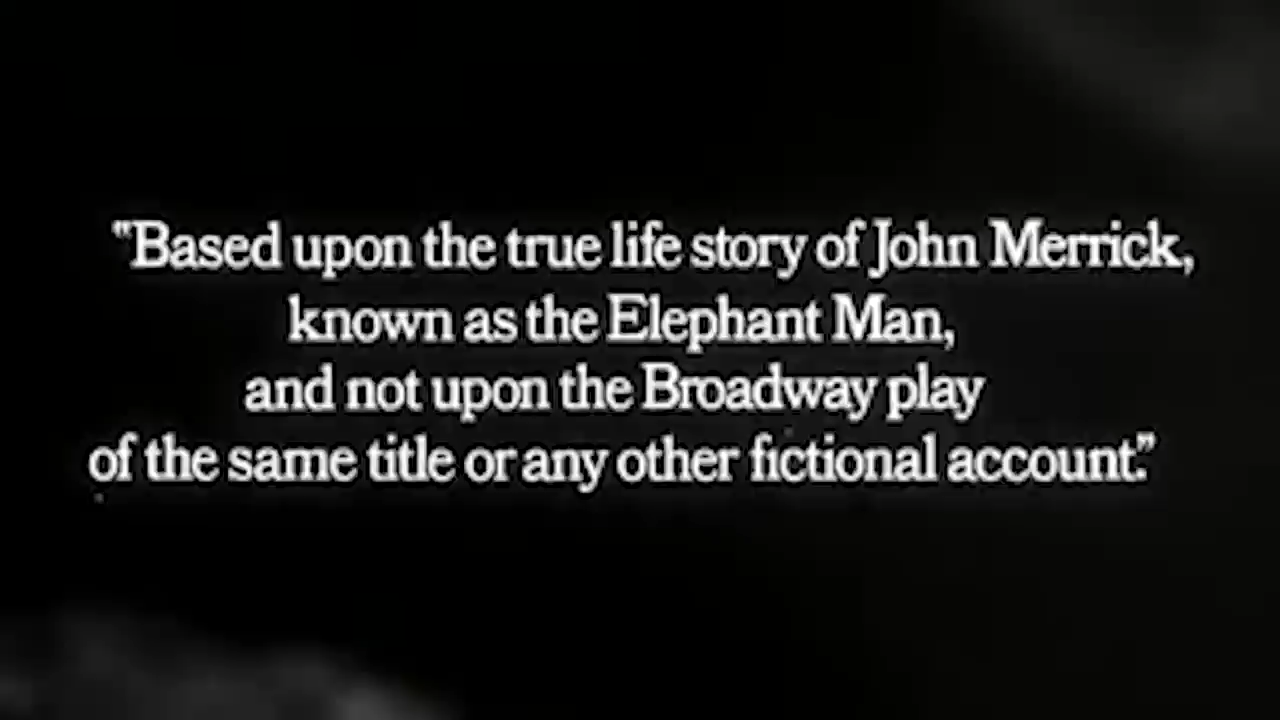 "Based upon the true life story of John Merrick,
known as the Elephant Man,
and not upon the Broadway play
of the same title or any other fictional account."